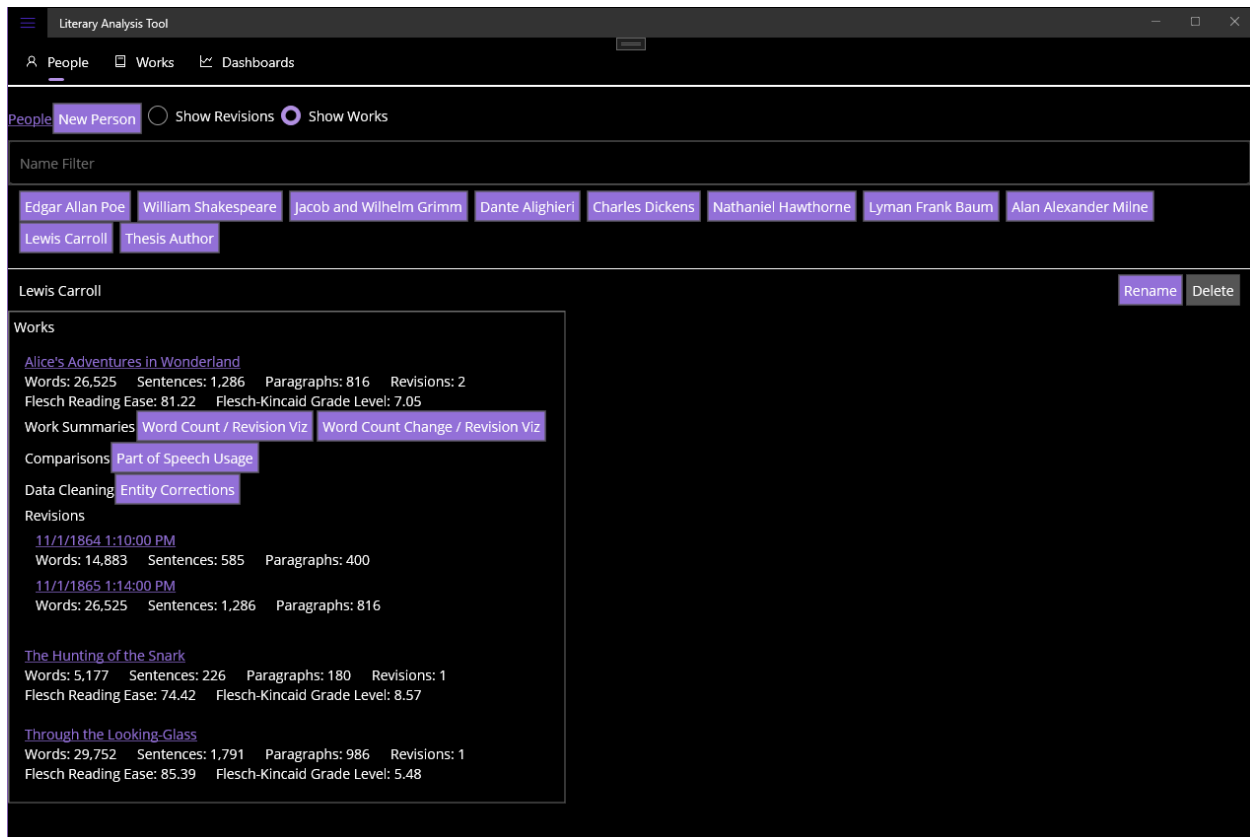 Literary Analysis Tool
People Works Dashboards
People New Person Show Revisions Show Works
Name Filter
Edgar Allan Poe William Shakespeare Jacob and Wilhelm Grimm Dante Alighieri Charles Dickens Nathaniel Hawthorne Lyman Frank Baum Alan Alexander Milne
Lewis Carroll Thesis Author
Lewis Carroll Rename Delete
Works
Alice's Adventures in Wonderland
Words: 26,525 Sentences: 1,286 Paragraphs: 816 Revisions: 2
Flesch Reading Ease: 81.22 Flesch-Kincaid Grade Level: 7.05
Work Summaries Word Count / Revision Viz Word Count Change / Revision Viz
Comparisons Part of Speech Usage
Data Cleaning Entity Corrections
Revisions
11/1/1864 1:10:00 PM
Words: 14,883 Sentences: 585 Paragraphs: 400
11/1/1865 1:14:00 PM
Words: 26,525 Sentences: 1,286 Paragraphs: 816
The Hunting of the Snark
Words: 5,177 Sentences: 226 Paragraphs: 180 Revisions: 1
Flesch Reading Ease: 74.42 Flesch-Kincaid Grade Level: 8.57
Through the Looking-Glass
Words: 29,752 Sentences: 1,791 Paragraphs: 986 Revisions: 1
Flesch Reading Ease: 85.39 Flesch-Kincaid Grade Level: 5.48